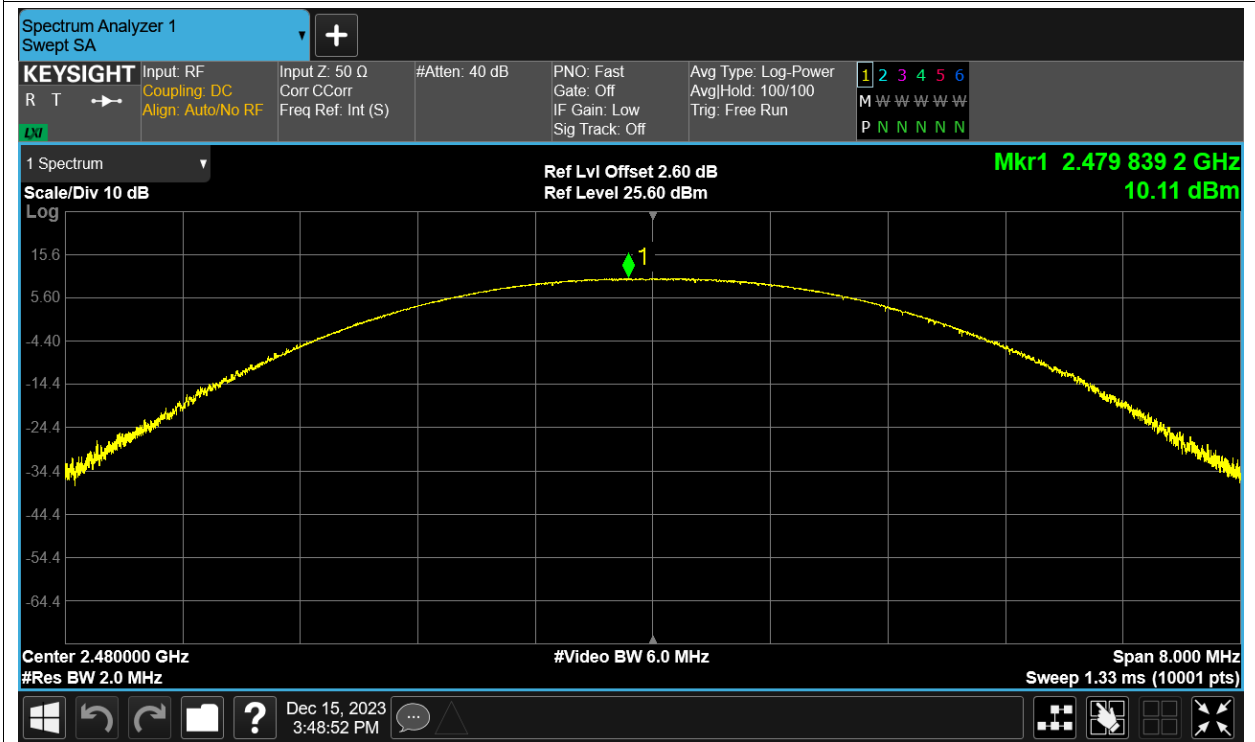 Spectrum Analyzer 1
Swept SA
+
KEYSIGHT
R T
LXI
Input: RF
Coupling: DC
Align: Auto/No RF
Input Z: 50 Ω
Corr CCorr
Freq Ref: Int (S)
#Atten: 40 dB
PNO: Fast
Gate: Off
IF Gain: Low
Sig Track: Off
Avg Type: Log-Power
Avg|Hold: 100/100
Trig: Free Run
1 2 3 4 5 6
M W W W W W
P N N N N N
1 Spectrum
Scale/Div 10 dB
Log
Ref Lvl Offset 2.60 dB
Ref Level 25.60 dBm
Mkr1 2.479 839 2 GHz
10.11 dBm
1
15.6
5.60
-4.40
-14.4
-24.4
-34.4
-44.4
-54.4
-64.4
Center 2.480000 GHz
#Res BW 2.0 MHz
#Video BW 6.0 MHz
Span 8.000 MHz
Sweep 1.33 ms (10001 pts)
?
Dec 15, 2023
3:48:52 PM